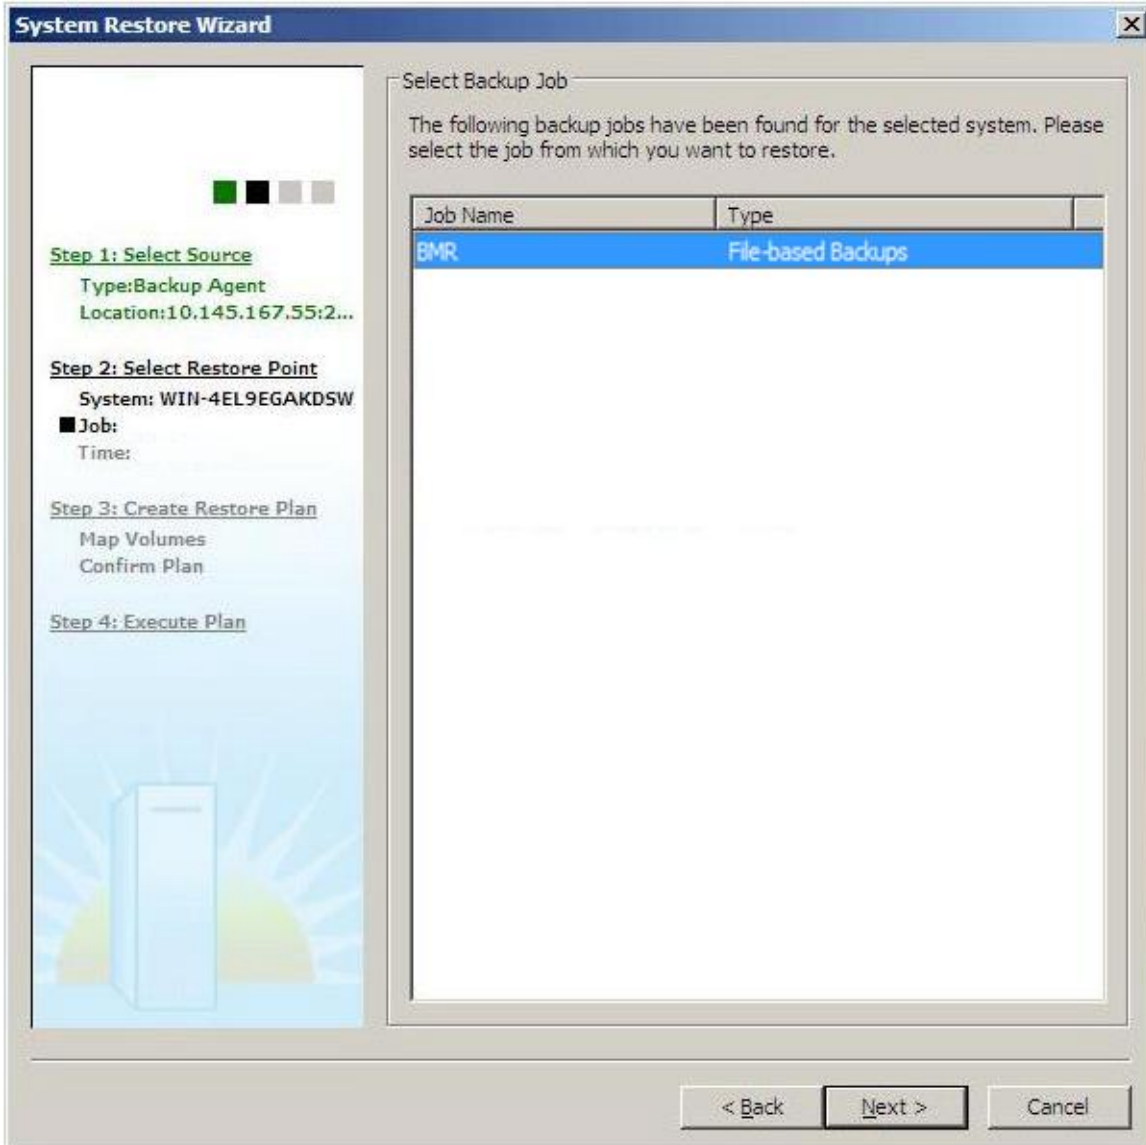 System Restore Wizard
Step 1: Select Source
Type:Backup Agent
Location:10.145.167.55:2...
Step 2: Select Restore Point
System: WIN-4EL9EGAKDSW
Job:
Time:
Step 3: Create Restore Plan
Map Volumes
Confirm Plan
Step 4: Execute Plan
Select Backup Job
The following backup jobs have been found for the selected system. Please
select the job from which you want to restore.
Job Name Type
BMR File-based Backups
< Back Next > Cancel